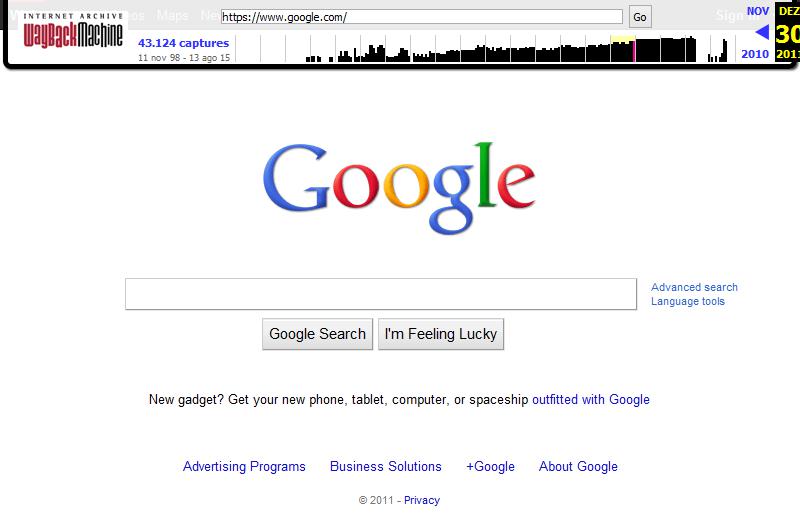 INTERNET ARCHIVE
WayBackMachine
Maps
https://www.google.com/
Go
Sign in
NOV
DEZ
43.124 captures
30
11 nov 98 - 13 ago 15
2010
2011
Google
Advanced search
Language tools
Google Search
I'm Feeling Lucky
New gadget? Get your new phone, tablet, computer, or spaceship outfitted with Google
Advertising Programs
Business Solutions
+Google
About Google
© 2011 - Privacy